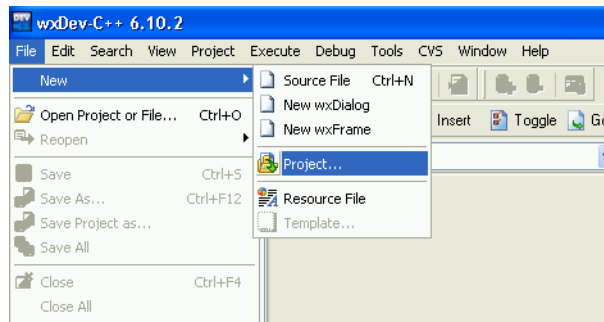 wxDev-C++ 6.10.2
File Edit Search View Project Execute Debug Tools CVS Window Help
New
Source File Ctrl+N
New wxDialog
Open Project or File... Ctrl+O
New wxFrame
Insert Toggle
Reopen
Project...
Save Ctrl+S
Save As... Ctrl+F12
Resource File
Save Project as...
Template...
Save All
Close Ctrl+F4
Close All